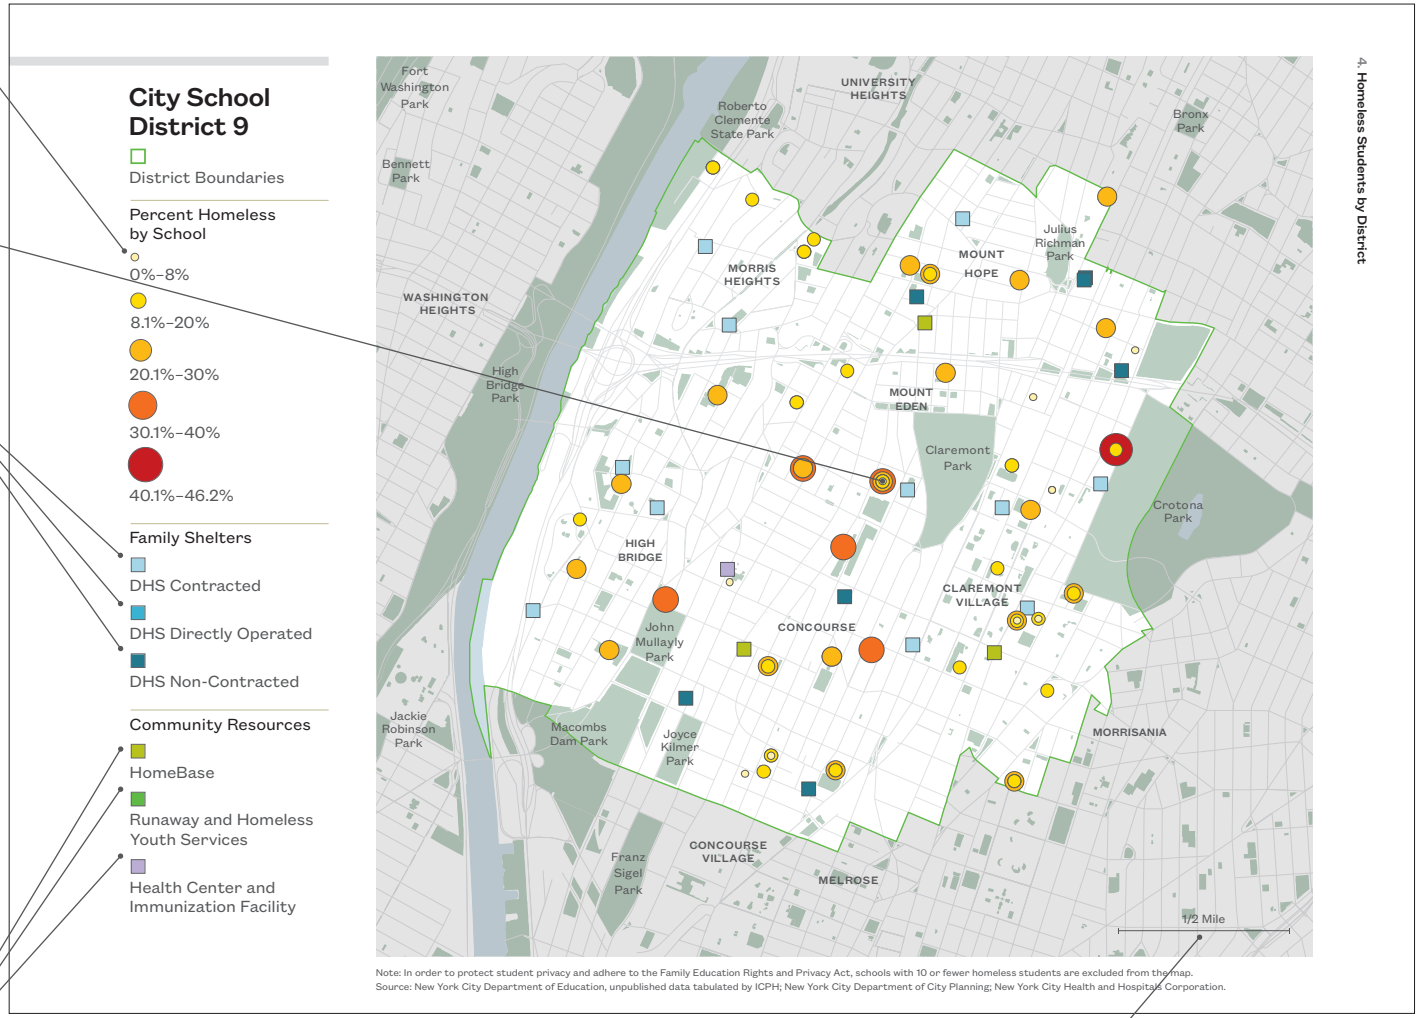 City School
District 9
District Boundaries
Percent Homeless
by School
0%–8%
8.1%–20%
20.1%–30%
30.1%–40%
40.1%–46.2%
Family Shelters
DHS Contracted
DHS Directly Operated
DHS Non-Contracted
Community Resources
HomeBase
Runaway and Homeless
Youth Services
Health Center and
Immunization Facility
Fort
Washington
Park
Bennett
Park
WASHINGTON
HEIGHTS
High
Bridge
Park
Roberto
Clemente
State Park
UNIVERSITY
HEIGHTS
Bronx
Park
MORRIS
HEIGHTS
MOUNT
HOPE
Julius
Richman
Park
MOUNT
EDEN
Claremont
Park
Crotona
Park
HIGH
BRIDGE
CLAREMONT
VILLAGE
CONCOURSE
John
Mullayly
Park
Jackie
Robinson
Park
Macombs
Dam Park
Joyce
Kilmer
Park
MORRISANIA
CONCOURSE
VILLAGE
MELROSE
Franz
Sigel
Park
1/2 Mile
Note: In order to protect student privacy and adhere to the Family Education Rights and Privacy Act, schools with 10 or fewer homeless students are excluded from the map.
Source: New York City Department of Education, unpublished data tabulated by ICPH; New York City Department of City Planning; New York City Health and Hospitals Corporation.
4. Homeless Students by District